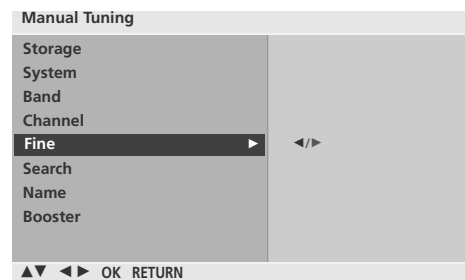 Manual Tuning
Storage
System
Band
Channel
Fine ► ◄/►
Search
Name
Booster
▲▼ ◄► OK RETURN